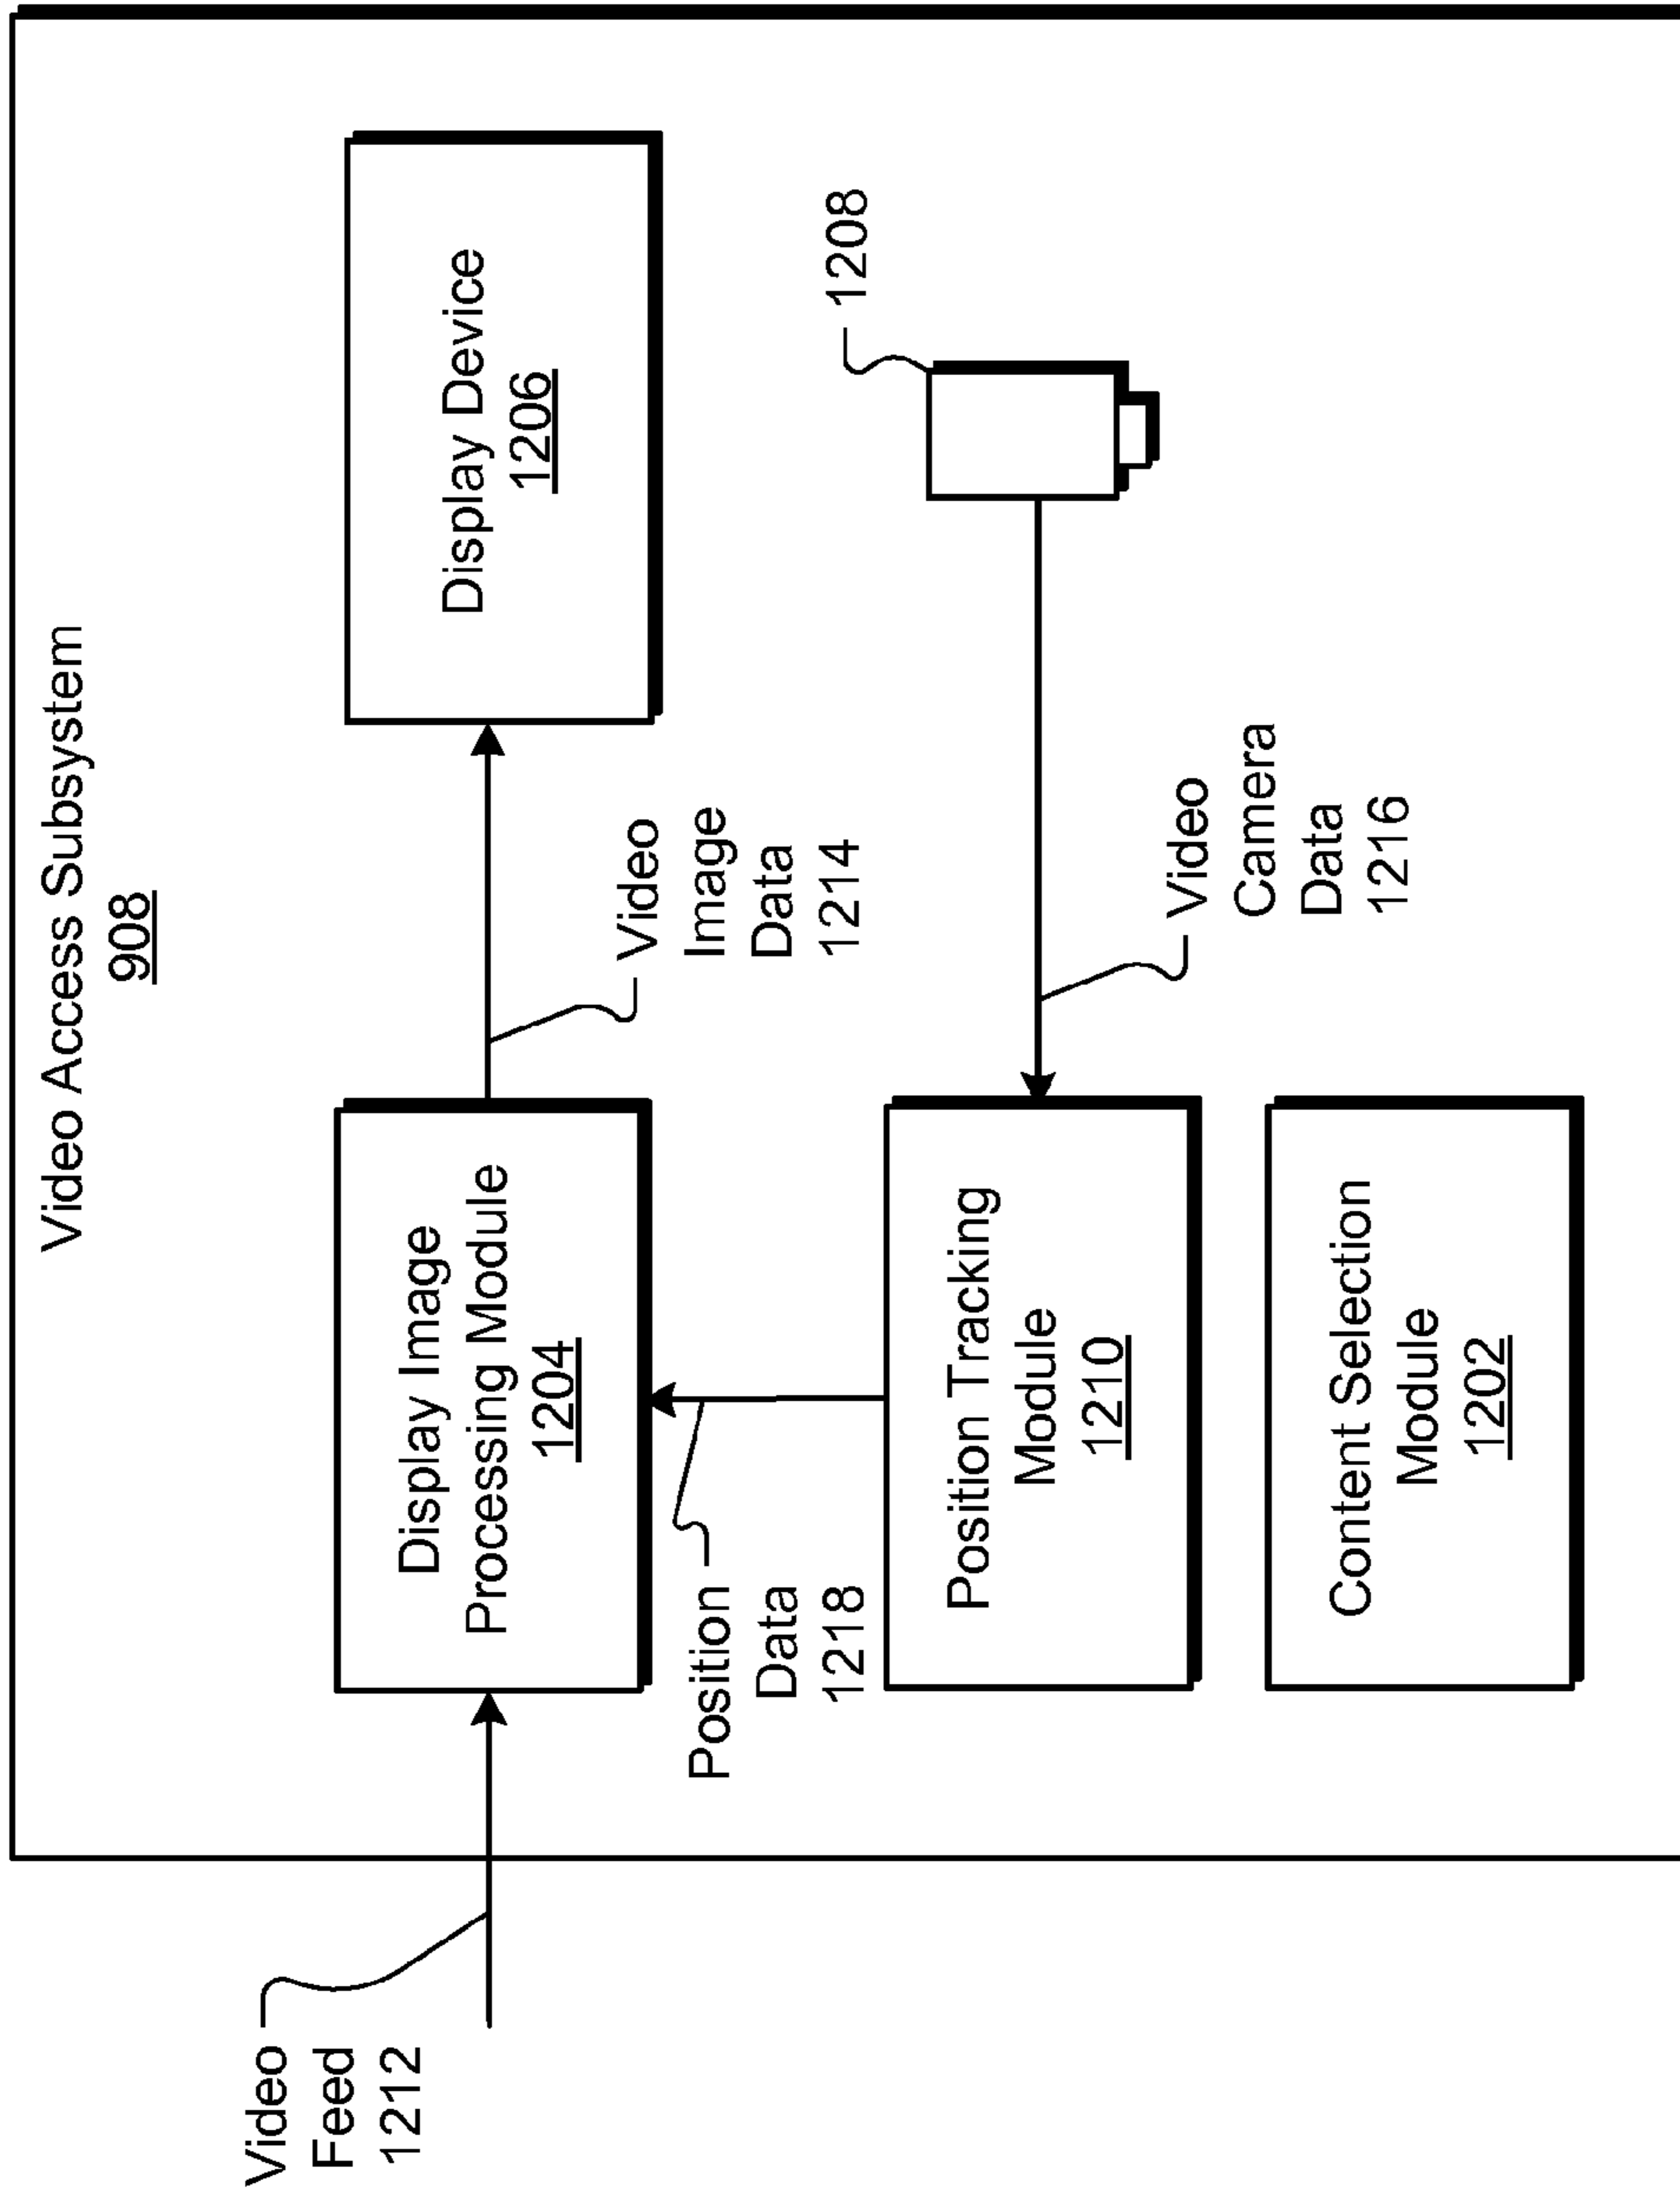 Video Access Subsystem
908
Video
Feed
1212
Display Image
Processing Module
1204
Video
Image
Data
1214
Display Device
1206
Position
Data
1218
Position Tracking
Module
1210
Video
Camera
Data
1216
1208
Content Selection
Module
1202